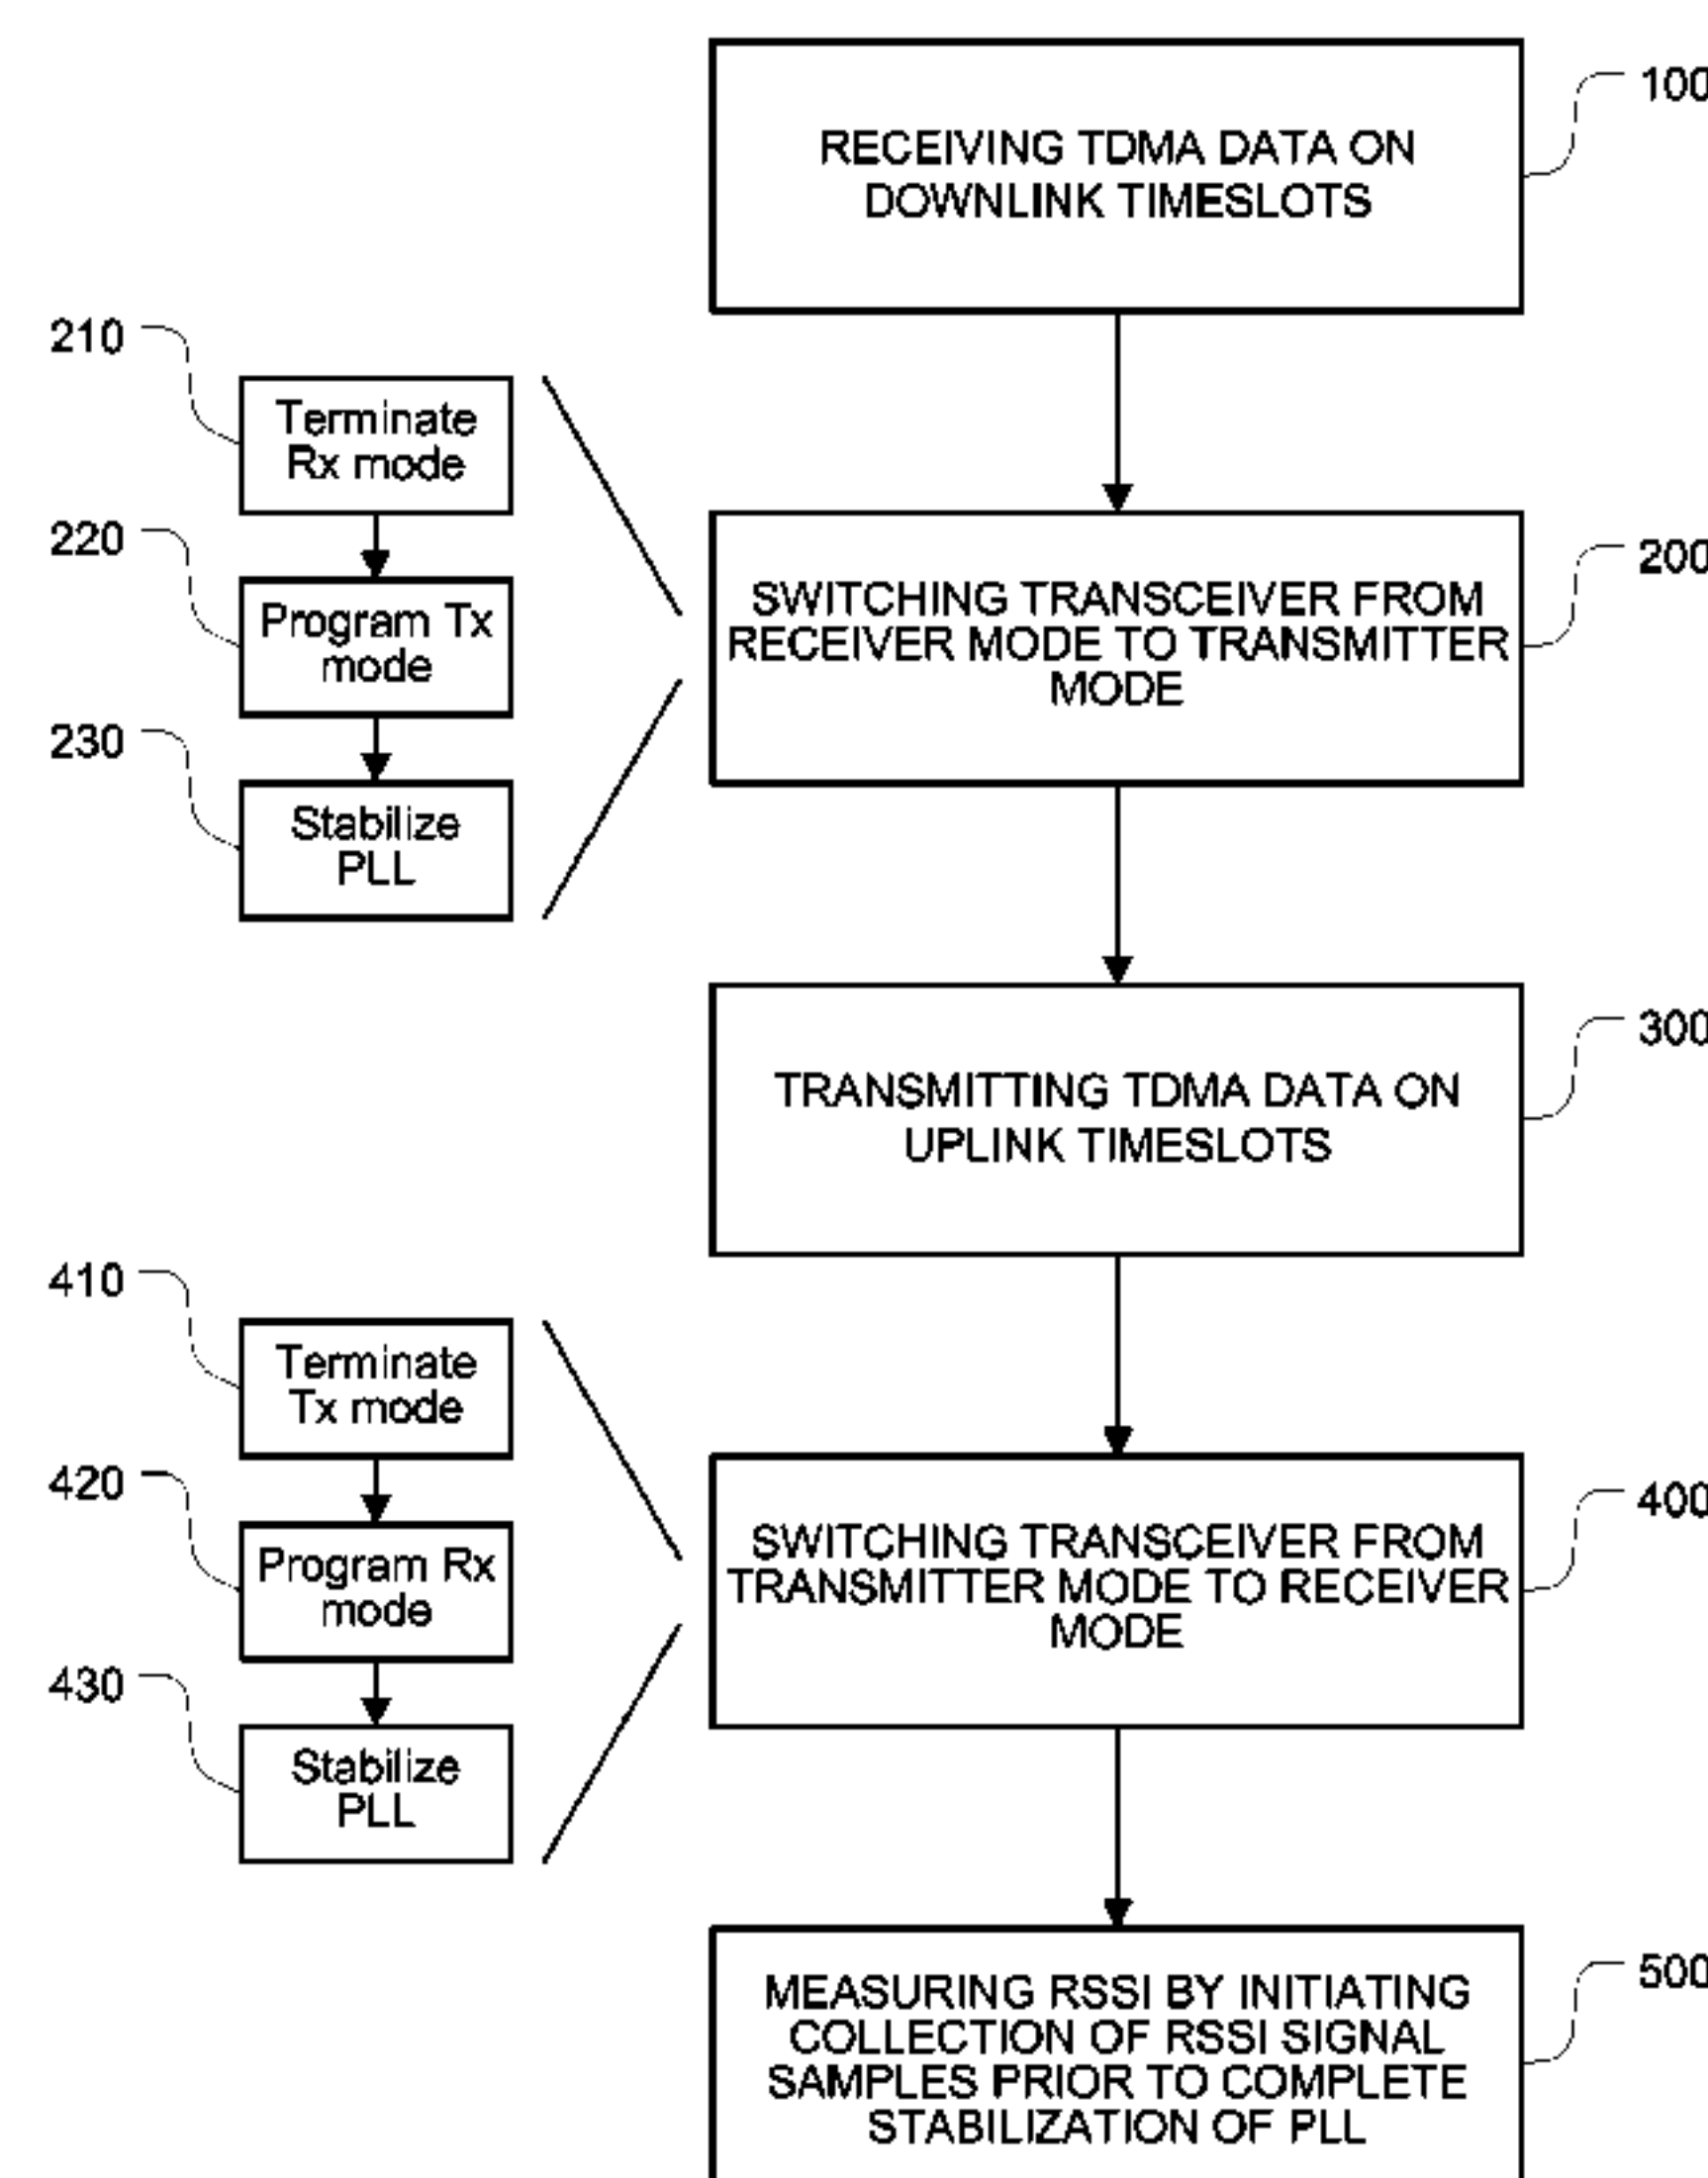 100
RECEIVING TDMA DATA ON
DOWNLINK TIMESLOTS
210
Terminate
Rx mode
220
Program Tx
mode
230
Stabilize
PLL
200
SWITCHING TRANSCEIVER FROM
RECEIVER MODE TO TRANSMITTER
MODE
300
TRANSMITTING TDMA DATA ON
UPLINK TIMESLOTS
410
Terminate
Tx mode
420
Program Rx
mode
430
Stabilize
PLL
400
SWITCHING TRANSCEIVER FROM
TRANSMITTER MODE TO RECEIVER
MODE
500
MEASURING RSSI BY INITIATING
COLLECTION OF RSSI SIGNAL
SAMPLES PRIOR TO COMPLETE
STABILIZATION OF PLL